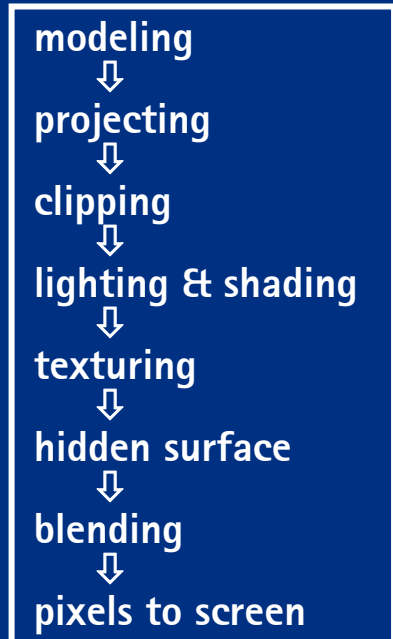 modeling
projecting
clipping
lighting & shading
texturing
hidden surface
blending
pixels to screen